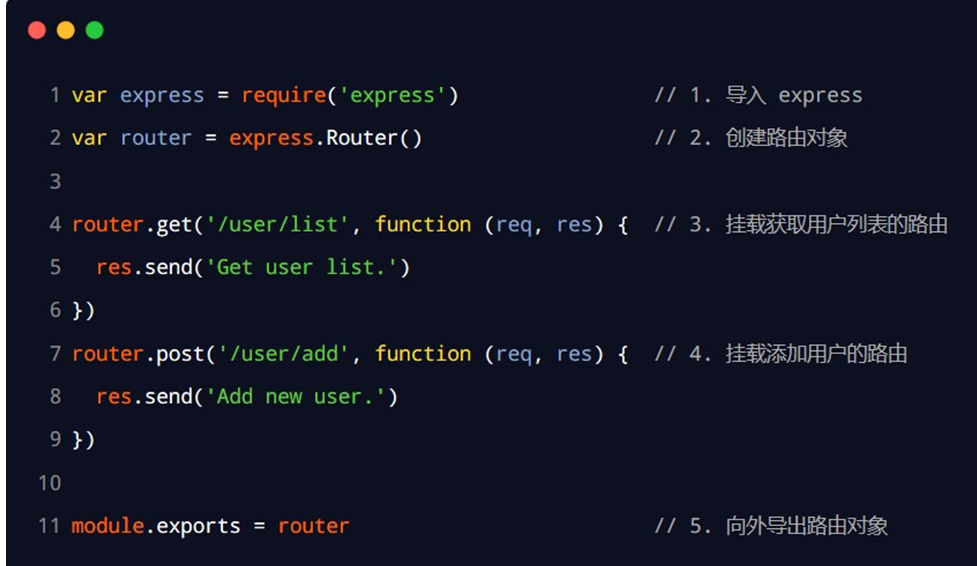 1 var express = require('express') // 1. 导入 express
2 var router = express.Router() // 2. 创建路由对象
3
4 router.get('/user/list', function (req, res) { // 3. 挂载获取用户列表的路由
5   res.send('Get user list.')
6 })
7 router.post('/user/add', function (req, res) { // 4. 挂载添加用户的路由
8   res.send('Add new user.')
9 })
10
11 module.exports = router // 5. 向外导出路由对象